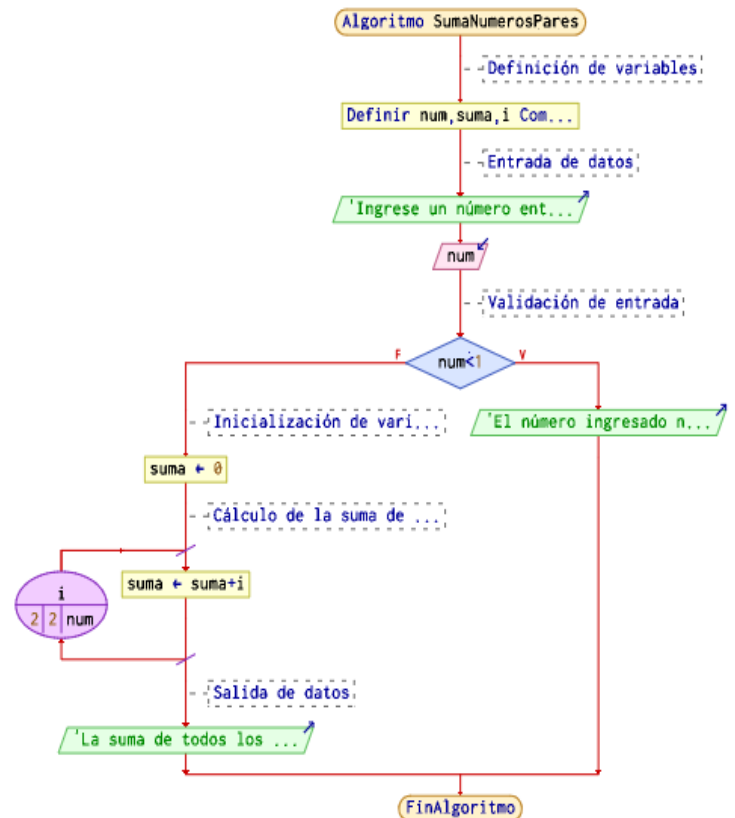 Algoritmo SumaNumerosPares
Definición de variables
Definir num,suma,i Com...
Entrada de datos
'Ingrese un número ent...
num
Validación de entrada
num<1
F
V
Inicialización de vari...
'El número ingresado n...
suma ← 0
Cálculo de la suma de ...
suma ← suma+i
i
2 2 num
Salida de datos
'La suma de todos los ...
FinAlgoritmo